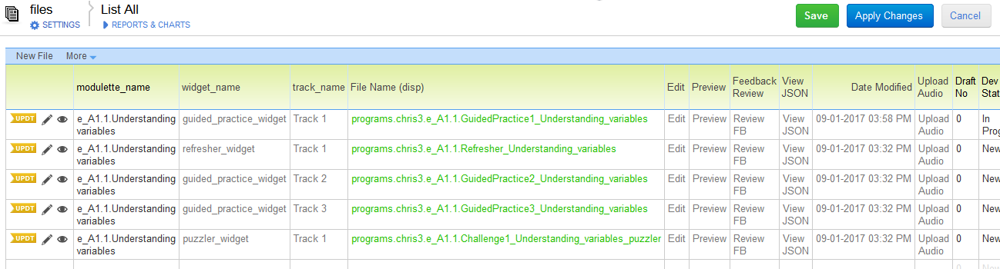 files List All
SETTINGS REPORTS & CHARTS Save Apply Changes Cancel
New File More
modulette_name widget_name track_name File Name (disp) Edit Preview Feedback Review View JSON Date Modified Upload Audio Draft No Dev Stat
UPDT e_A1.1.Understanding guided_practice_widget Track 1 programs.chris3.e_A1.1.GuidedPractice1_Understanding_variables Edit Preview Review View 09-01-2017 03:58 PM Upload 0 In
variables FB JSON Audio Prog
UPDT e_A1.1.Understanding refresher_widget Track 1 programs.chris3.e_A1.1.Refresher_Understanding_variables Edit Preview Review View 09-01-2017 03:32 PM Upload 0 New
variables FB JSON Audio
UPDT e_A1.1.Understanding guided_practice_widget Track 2 programs.chris3.e_A1.1.GuidedPractice2_Understanding_variables Edit Preview Review View 09-01-2017 03:32 PM Upload 0 New
variables FB JSON Audio
UPDT e_A1.1.Understanding guided_practice_widget Track 3 programs.chris3.e_A1.1.GuidedPractice3_Understanding_variables Edit Preview Review View 09-01-2017 03:32 PM Upload 0 New
variables FB JSON Audio
UPDT e_A1.1.Understanding puzzler_widget Track 1 programs.chris3.e_A1.1.Challenge1_Understanding_variables_puzzler Edit Preview Review View 09-01-2017 03:32 PM Upload 0 New
variables FB JSON Audio
0 New